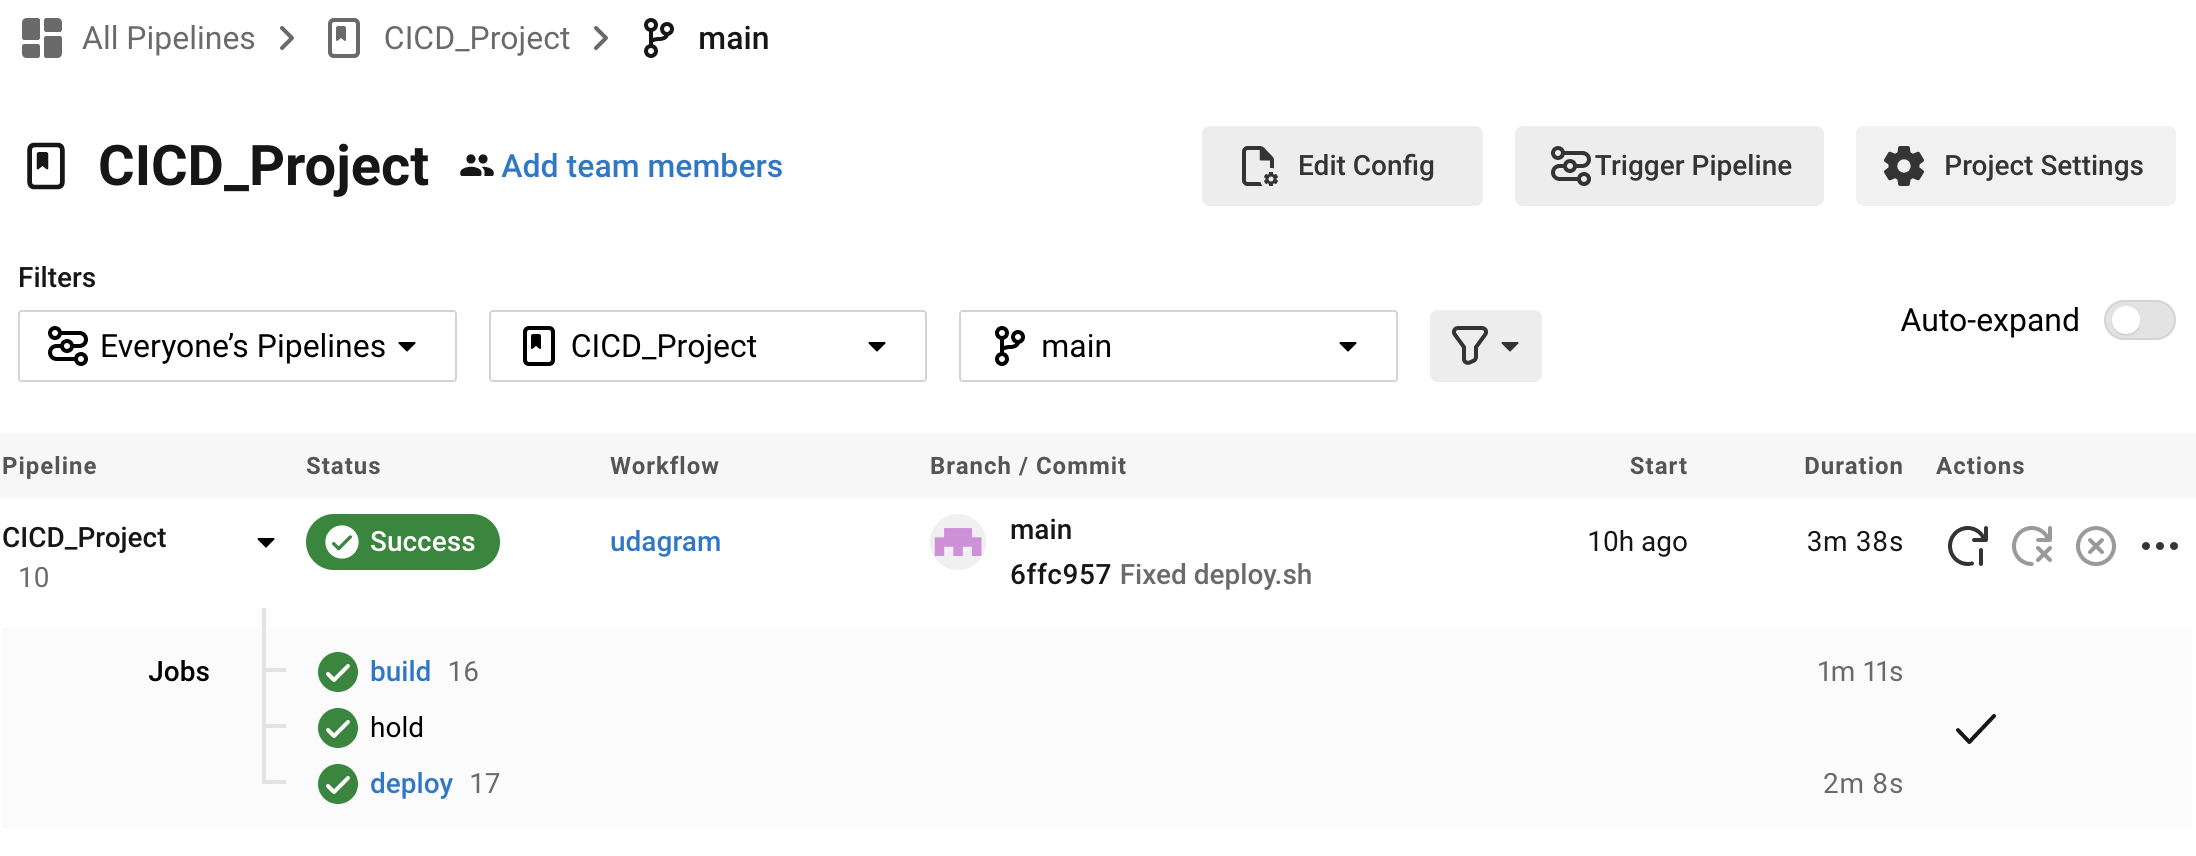 All Pipelines CICD_Project main
CICD_Project Add team members Edit Config Trigger Pipeline Project Settings
Filters
Everyone’s Pipelines CICD_Project main Auto-expand
Pipeline Status Workflow Branch / Commit Start Duration Actions
CICD_Project Success udagram main 10h ago 3m 38s
10 6ffc957 Fixed deploy.sh
Jobs build 16 1m 11s
hold
deploy 17 2m 8s